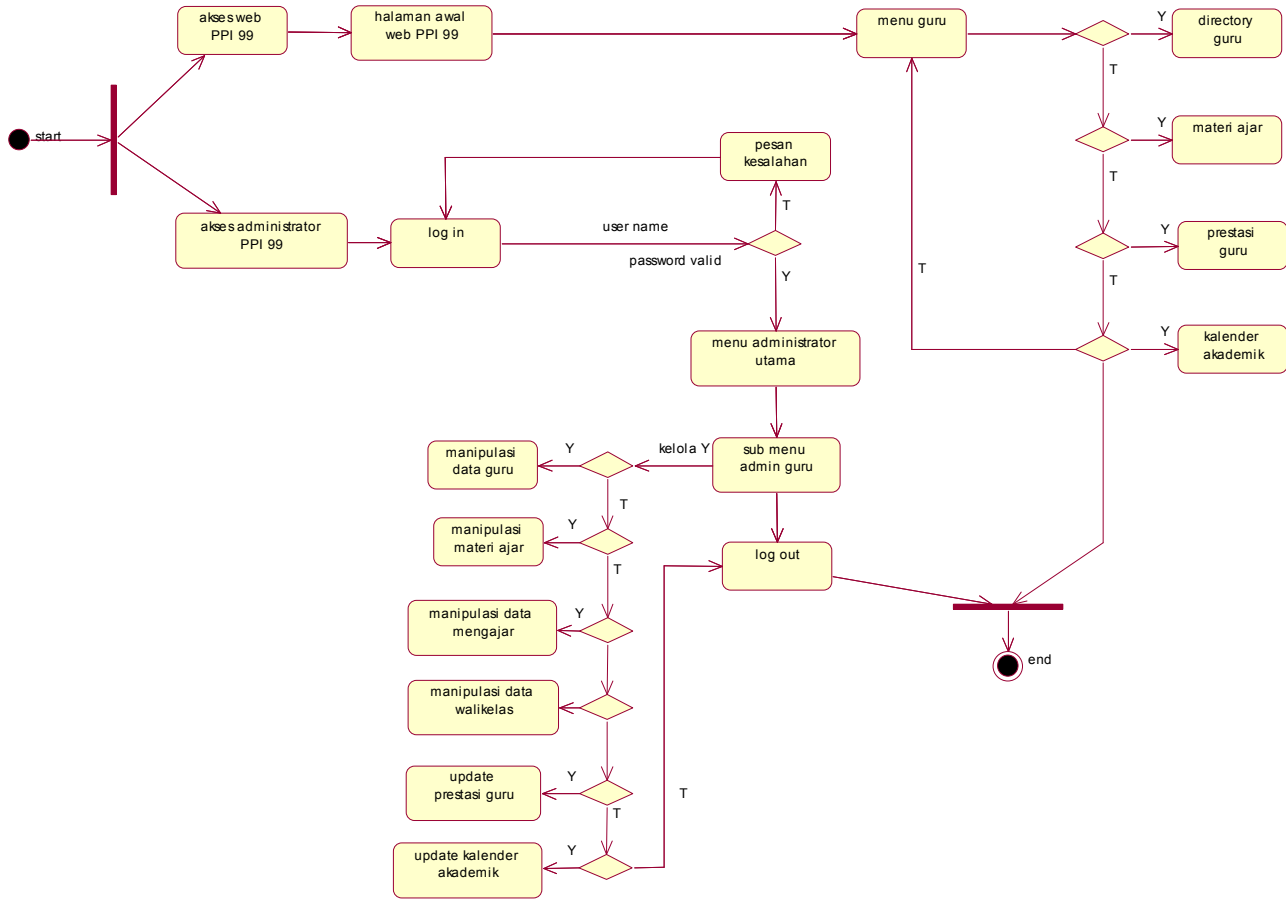 akses web
PPI 99
halaman awal
web PPI 99
menu guru
Y
directory
guru
T
start
Y
materi ajar
pesan
kesalahan
T
T
akses administrator
PPI 99
log in
user name
password valid
Y
prestasi
guru
Y
T
T
menu administrator
utama
Y
kalender
akademik
manipulasi
data guru
Y
kelola Y
sub menu
admin guru
T
manipulasi
materi ajar
Y
log out
T
manipulasi data
mengajar
Y
end
manipulasi data
walikelas
update
prestasi guru
Y
T
T
update kalender
akademik
Y